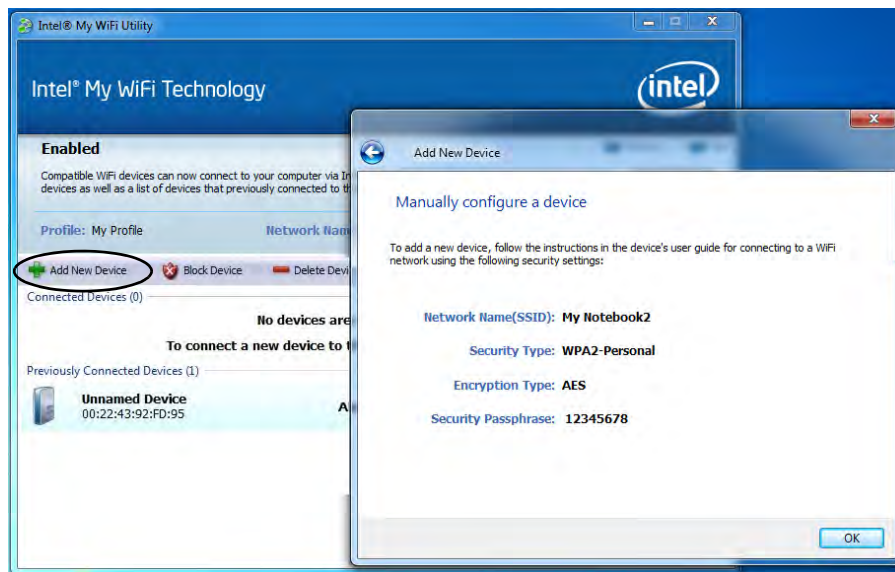 Intel® My WiFi Utility
Intel® My WiFi Technology
intel
Enabled
Compatible WiFi devices can now connect to your computer via
devices as well as a list of devices that previously connected to
Profile: My Profile
Network
Add New Device
Block Device
Delete
Connected Devices (0)
No devices are
To connect a new device to
Previously Connected Devices (1)
Unnamed Device
00:22:43:92:FD:95
Add New Device
Manually configure a device
To add a new device, follow the instructions in the device's user guide for connecting to a WiFi
network using the following security settings:
Network Name(SSID): My Notebook2
Security Type: WPA2-Personal
Encryption Type: AES
Security Passphrase: 12345678
OK